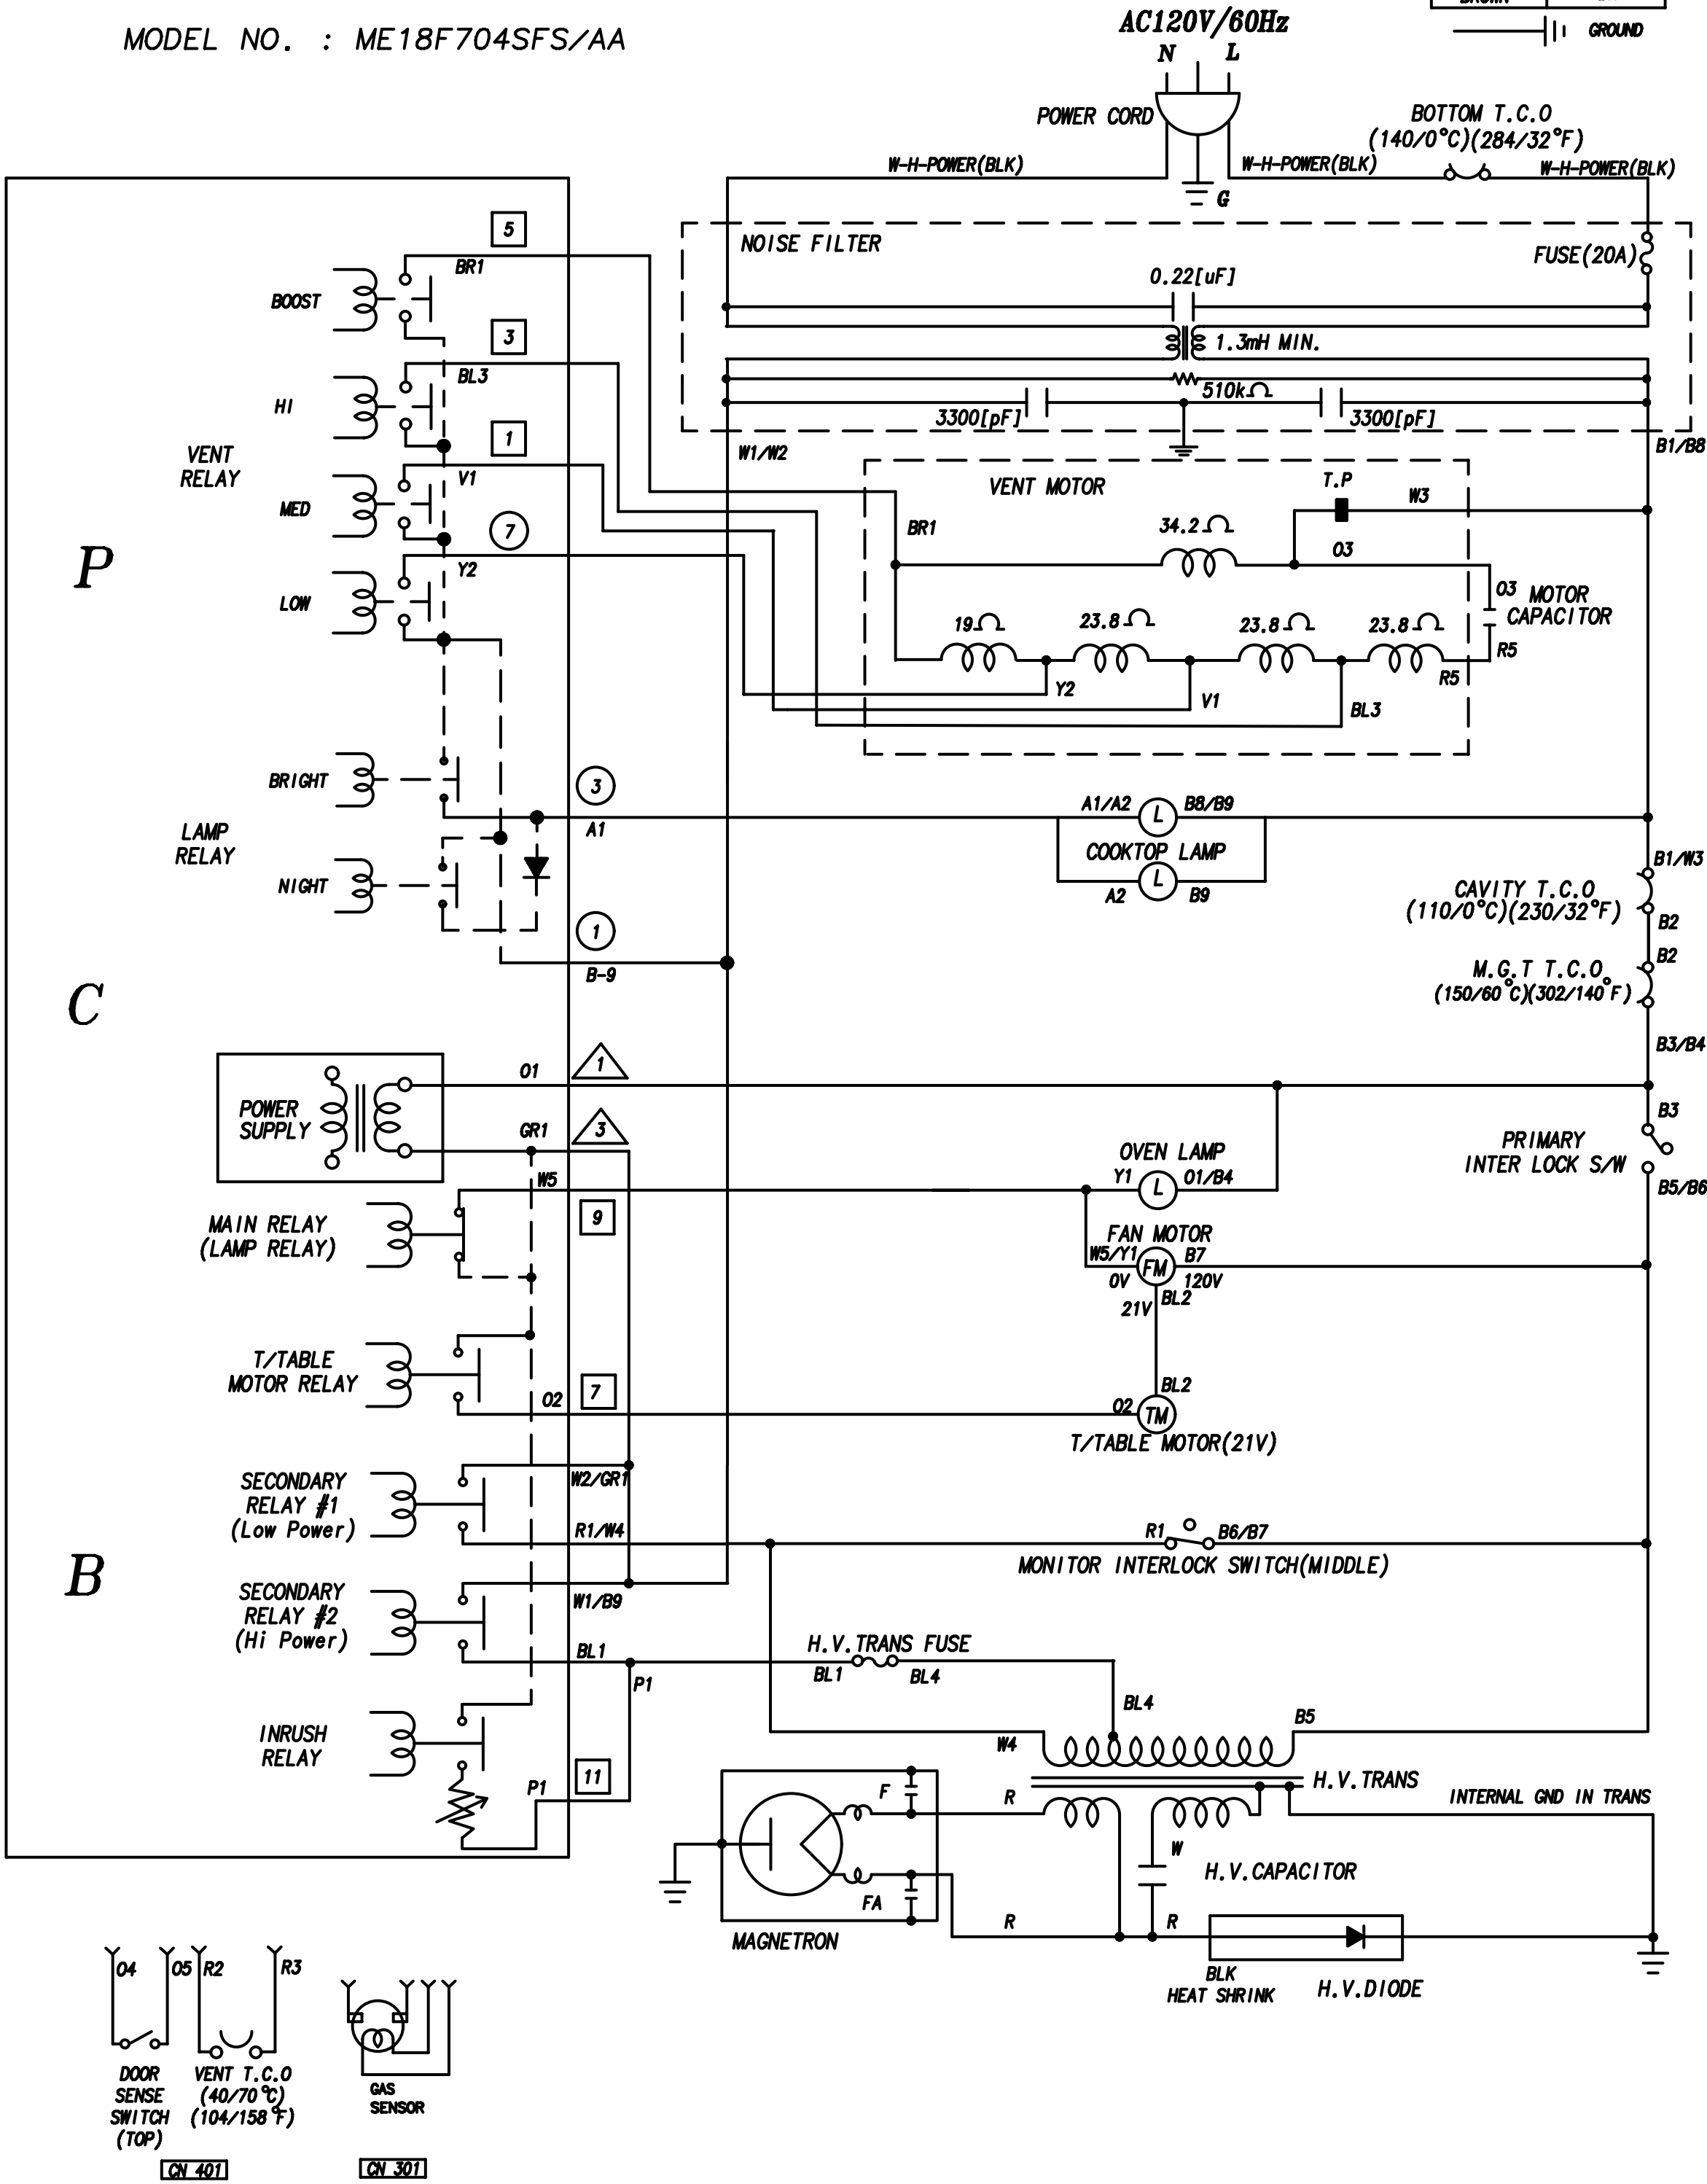 BROWN
GROUND
MODEL NO. : ME18F704SFS/AA
AC120V/60Hz
N L
POWER CORD
G
W-H-POWER(BLK)
W-H-POWER(BLK)
BOTTOM T.C.O
(140/0°C)(284/32°F)
W-H-POWER(BLK)
NOISE FILTER
FUSE(20A)
0.22[uF]
1.3mH MIN.
510kΩ
3300[pF]
3300[pF]
W1/W2
B1/B8
P
C
B
VENT
RELAY
BOOST
5
BR1
HI
3
BL3
MED
1
V1
LOW
7
Y2
VENT MOTOR
T.P
W3
BR1
34.2Ω
O3
O3
MOTOR
CAPACITOR
R5
19Ω
23.8Ω
23.8Ω
23.8Ω
R5
Y2
V1
BL3
LAMP
RELAY
BRIGHT
3
A1
NIGHT
1
B-9
A1/A2
L
B8/B9
COOKTOP LAMP
A2
L
B9
B1/W3
CAVITY T.C.O
(110/0°C)(230/32°F)
B2
B2
M.G.T T.C.O
(150/60°C)(302/140°F)
B3/B4
POWER
SUPPLY
O1
1
GR1
3
B3
PRIMARY
INTER LOCK S/W
B5/B6
OVEN LAMP
Y1
L
O1/B4
W5
MAIN RELAY
(LAMP RELAY)
9
FAN MOTOR
W5/Y1
FM
B7
0V
120V
21V
BL2
T/TABLE
MOTOR RELAY
O2
7
BL2
O2
TM
T/TABLE MOTOR(21V)
SECONDARY
RELAY #1
(Low Power)
W2/GR1
R1/W4
R1
B6/B7
MONITOR INTERLOCK SWITCH(MIDDLE)
SECONDARY
RELAY #2
(Hi Power)
W1/B9
BL1
P1
H.V.TRANS FUSE
BL1
BL4
BL4
B5
W4
H.V.TRANS
INRUSH
RELAY
P1
11
F
R
INTERNAL GND IN TRANS
W
H.V.CAPACITOR
FA
R
R
MAGNETRON
BLK
HEAT SHRINK
H.V.DIODE
O4
O5
R2
R3
DOOR
SENSE
SWITCH
(TOP)
VENT T.C.O
(40/70°C)
(104/158°F)
CN 401
GAS
SENSOR
CN 301